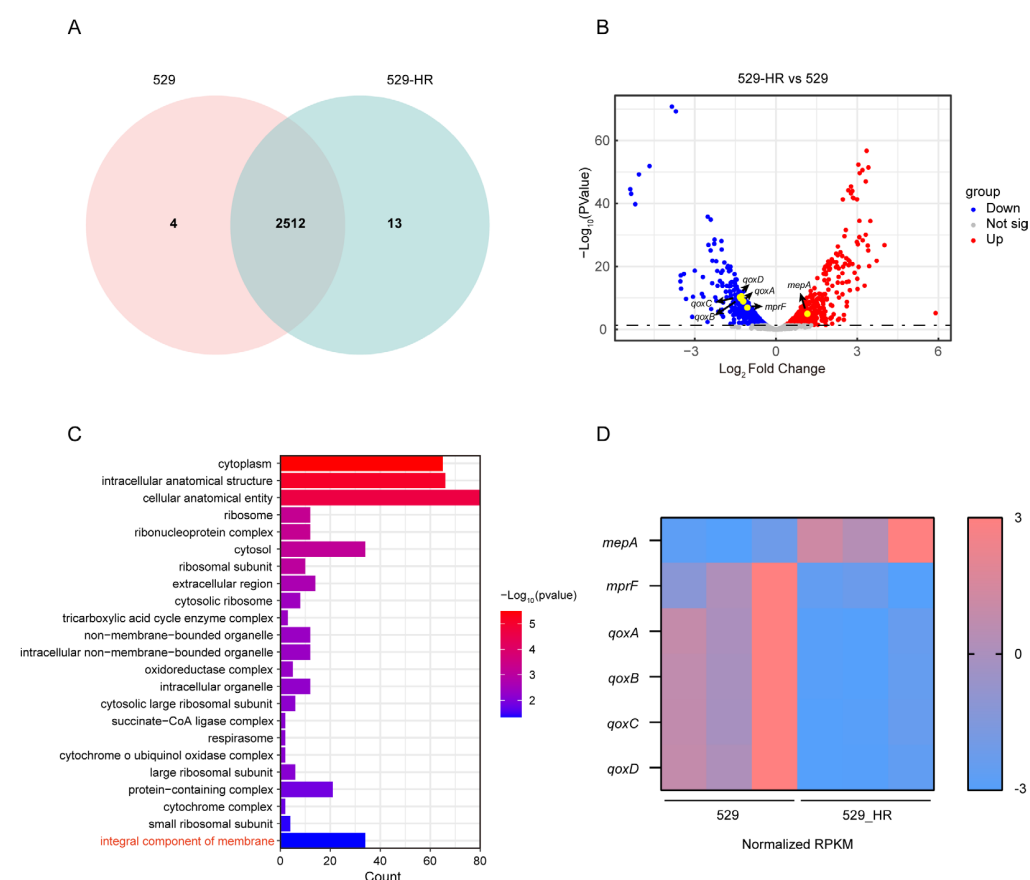 A
529
529-HR
4
2512
13
B
529-HR vs 529
−Log10(PValue)
60
40
20
0
qoxD
qoxA
mepA
qoxC
mprF
qoxB
−3
0
3
6
Log2 Fold Change
group
Down
Not sig
Up
C
cytoplasm
intracellular anatomical structure
cellular anatomical entity
ribosome
ribonucleoprotein complex
cytosol
ribosomal subunit
extracellular region
cytosolic ribosome
tricarboxylic acid cycle enzyme complex
non−membrane−bounded organelle
intracellular non−membrane−bounded organelle
oxidoreductase complex
intracellular organelle
cytosolic large ribosomal subunit
succinate−CoA ligase complex
respirasome
cytochrome o ubiquinol oxidase complex
large ribosomal subunit
protein−containing complex
cytochrome complex
small ribosomal subunit
integral component of membrane
0
20
40
60
80
Count
−Log10(pvalue)
5
4
3
2
D
mepA
mprF
qoxA
qoxB
qoxC
qoxD
529
529_HR
Normalized RPKM
3
0
-3